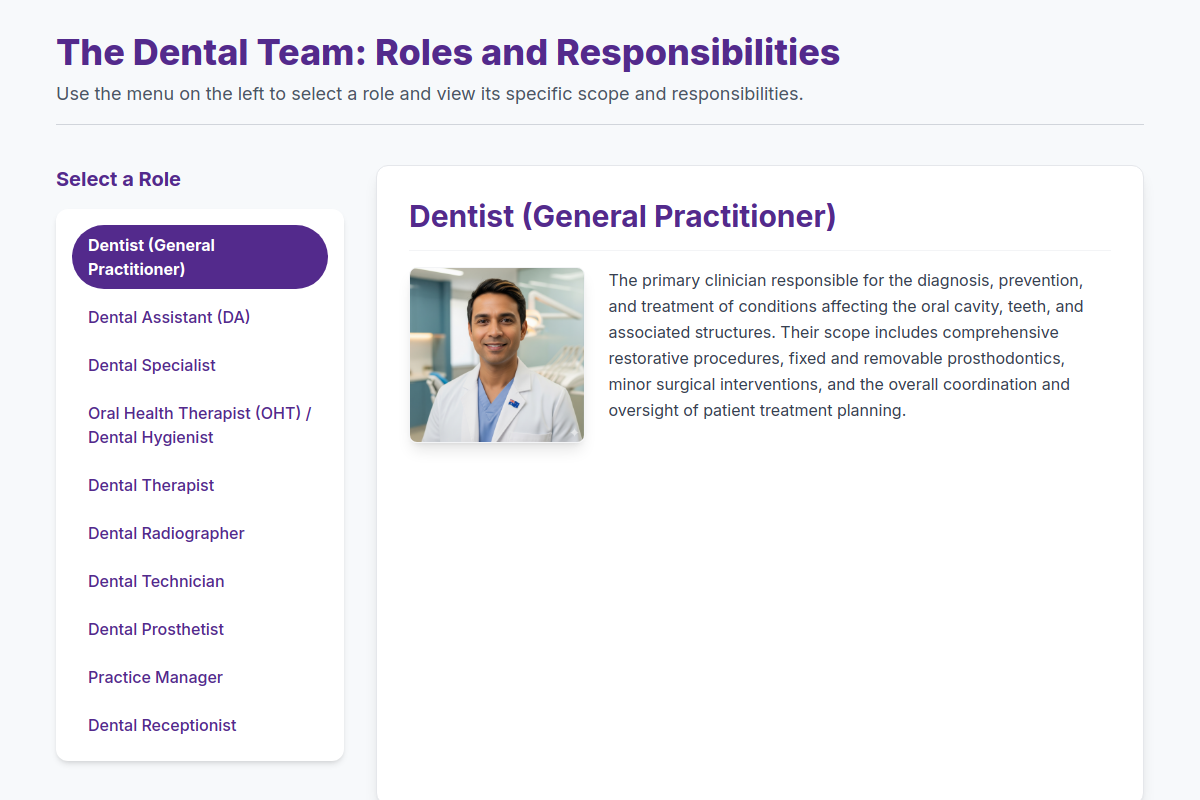 The Dental Team: Roles and Responsibilities
Use the menu on the left to select a role and view its specific scope and responsibilities.
Select a Role
Dentist (General
Practitioner)
Dental Assistant (DA)
Dental Specialist
Oral Health Therapist (OHT) /
Dental Hygienist
Dental Therapist
Dental Radiographer
Dental Technician
Dental Prosthetist
Practice Manager
Dental Receptionist
Dentist (General Practitioner)
The primary clinician responsible for the diagnosis, prevention,
and treatment of conditions affecting the oral cavity, teeth, and
associated structures. Their scope includes comprehensive
restorative procedures, fixed and removable prosthodontics,
minor surgical interventions, and the overall coordination and
oversight of patient treatment planning.